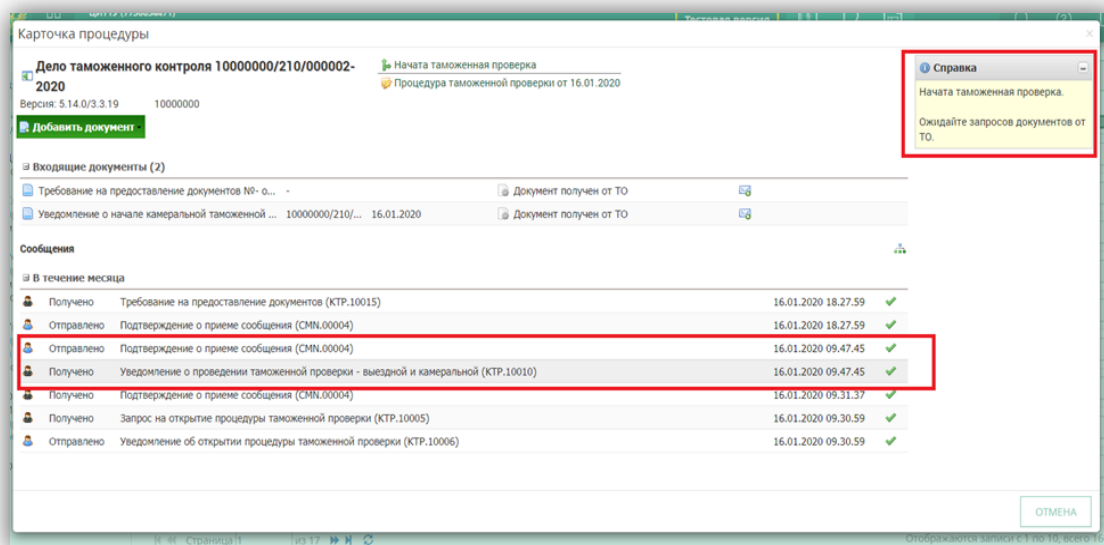 Тестовая версия
Карточка процедуры
Дело таможенного контроля 10000000/210/000002-
2020
Версия: 5.14.0/3.3.19 10000000
Начата таможенная проверка
Процедура таможенной проверки от 16.01.2020
Добавить документ
Справка
Начата таможенная проверка.
Ожидайте запросов документов от
ТО.
Входящие документы (2)
Требование на предоставление документов №- о... - Документ получен от ТО
Уведомление о начале камеральной таможенной ... 10000000/210/... 16.01.2020 Документ получен от ТО
Сообщения
В течение месяца
Получено Требование на предоставление документов (КТР.10015) 16.01.2020 18.27.59
Отправлено Подтверждение о приеме сообщения (CMN.00004) 16.01.2020 18.27.59
Отправлено Подтверждение о приеме сообщения (CMN.00004) 16.01.2020 09.47.45
Получено Уведомление о проведении таможенной проверки - выездной и камеральной (КТР.10010) 16.01.2020 09.47.45
Получено Подтверждение о приеме сообщения (CMN.00004) 16.01.2020 09.31.37
Получено Запрос на открытие процедуры таможенной проверки (КТР.10005) 16.01.2020 09.30.59
Отправлено Уведомление об открытии процедуры таможенной проверки (КТР.10006) 16.01.2020 09.30.59
ОТМЕНА
Страница 1 из 17
Отображаются записи с 1 по 10, всего 16